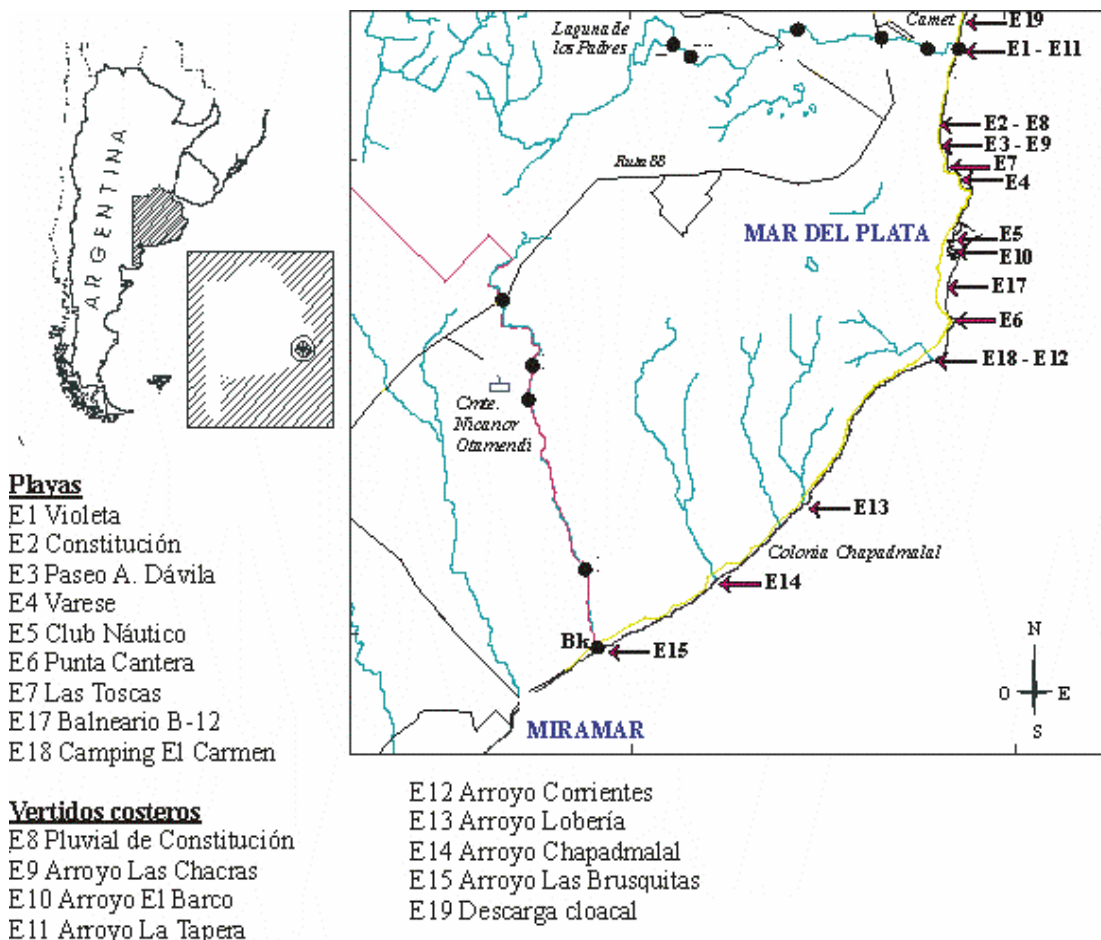 ARGENTINA
Laguna de
los Padres
Camet
E19
E1 - E11
E2 - E8
E3 - E9
E7
E4
Ruta 88
MAR DEL PLATA
E5
E10
E17
E6
E18 - E12
Cmte.
Nicanor
Otamendi
E13
Colonia Chapadmalal
E14
Bk
E15
MIRAMAR
N
O
E
S
Playas
E1 Violeta
E2 Constitución
E3 Paseo A. Dávila
E4 Varese
E5 Club Náutico
E6 Punta Cantera
E7 Las Toscas
E17 Balneario B-12
E18 Camping El Carmen
Vertidos costeros
E8 Pluvial de Constitución
E9 Arroyo Las Chacras
E10 Arroyo El Barco
E11 Arroyo La Tapera
E12 Arroyo Corrientes
E13 Arroyo Lobería
E14 Arroyo Chapadmalal
E15 Arroyo Las Brusquitas
E19 Descarga cloacal